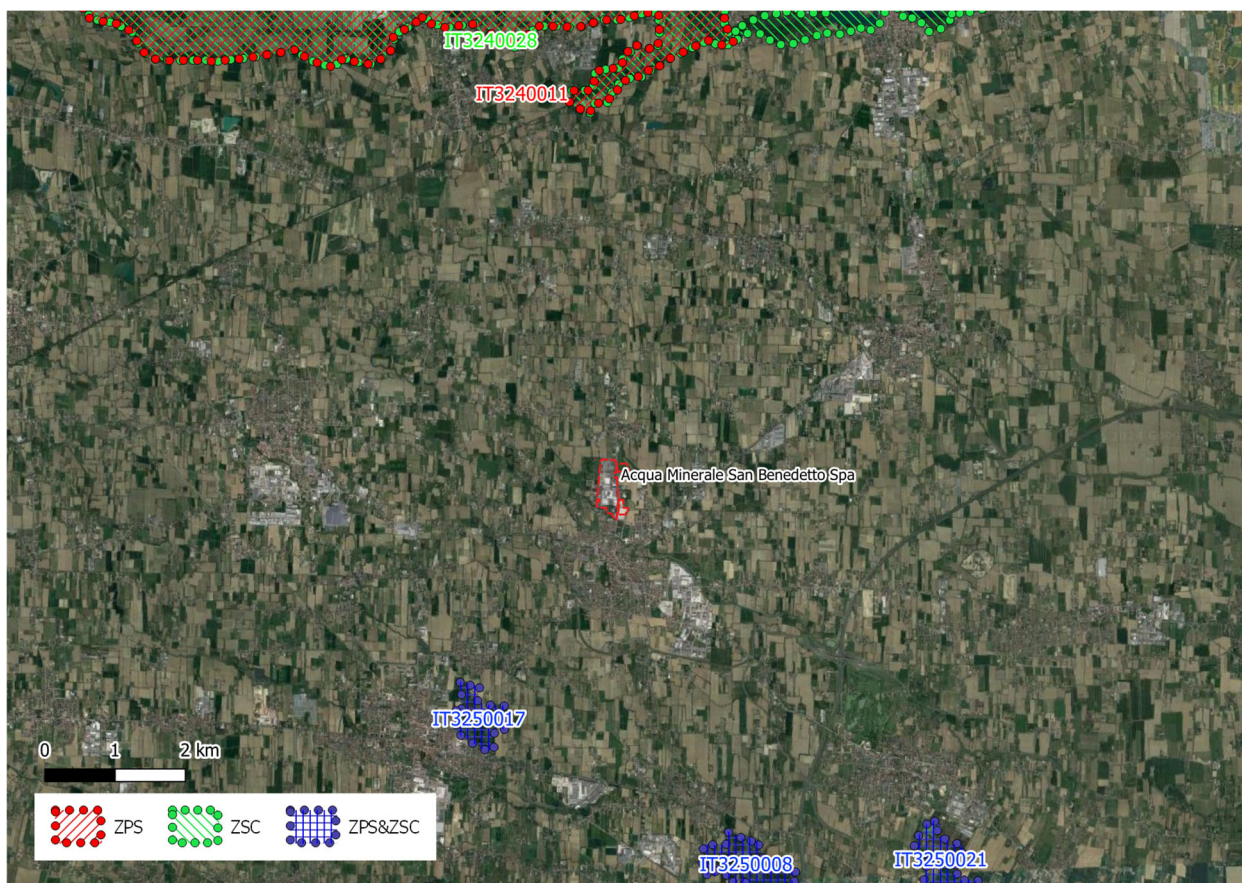 IT3240028
IT3240011
Acqua Minerale San Benedetto Spa
IT3250017
0 1 2 km
ZPS ZSC ZPS&ZSC
IT3250008
IT3250021